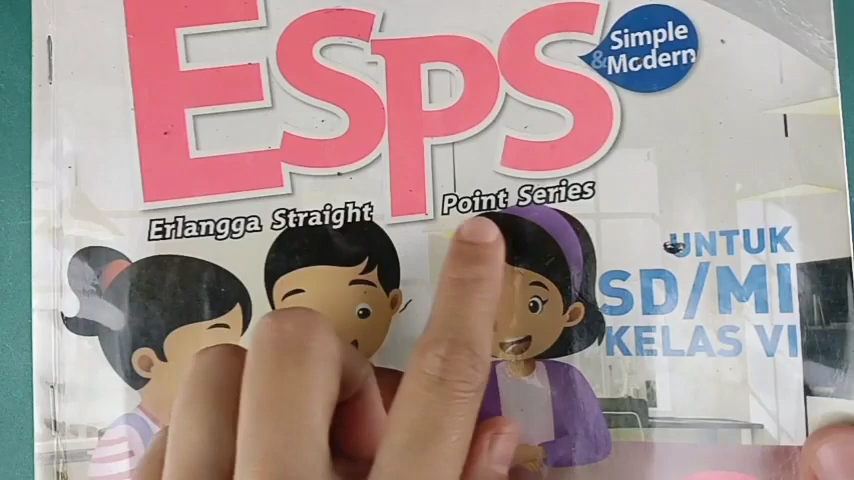 ESPS
Simple
& Modern
Erlangga Straight Point Series
UNTUK
SD/MI
KELAS VI